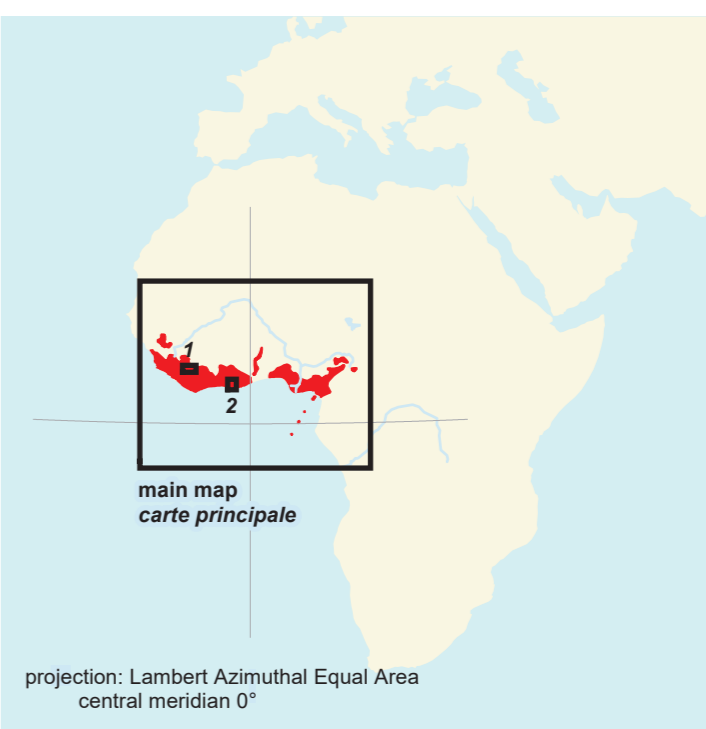 1
2
main map
carte principale
projection: Lambert Azimuthal Equal Area
central meridian 0°